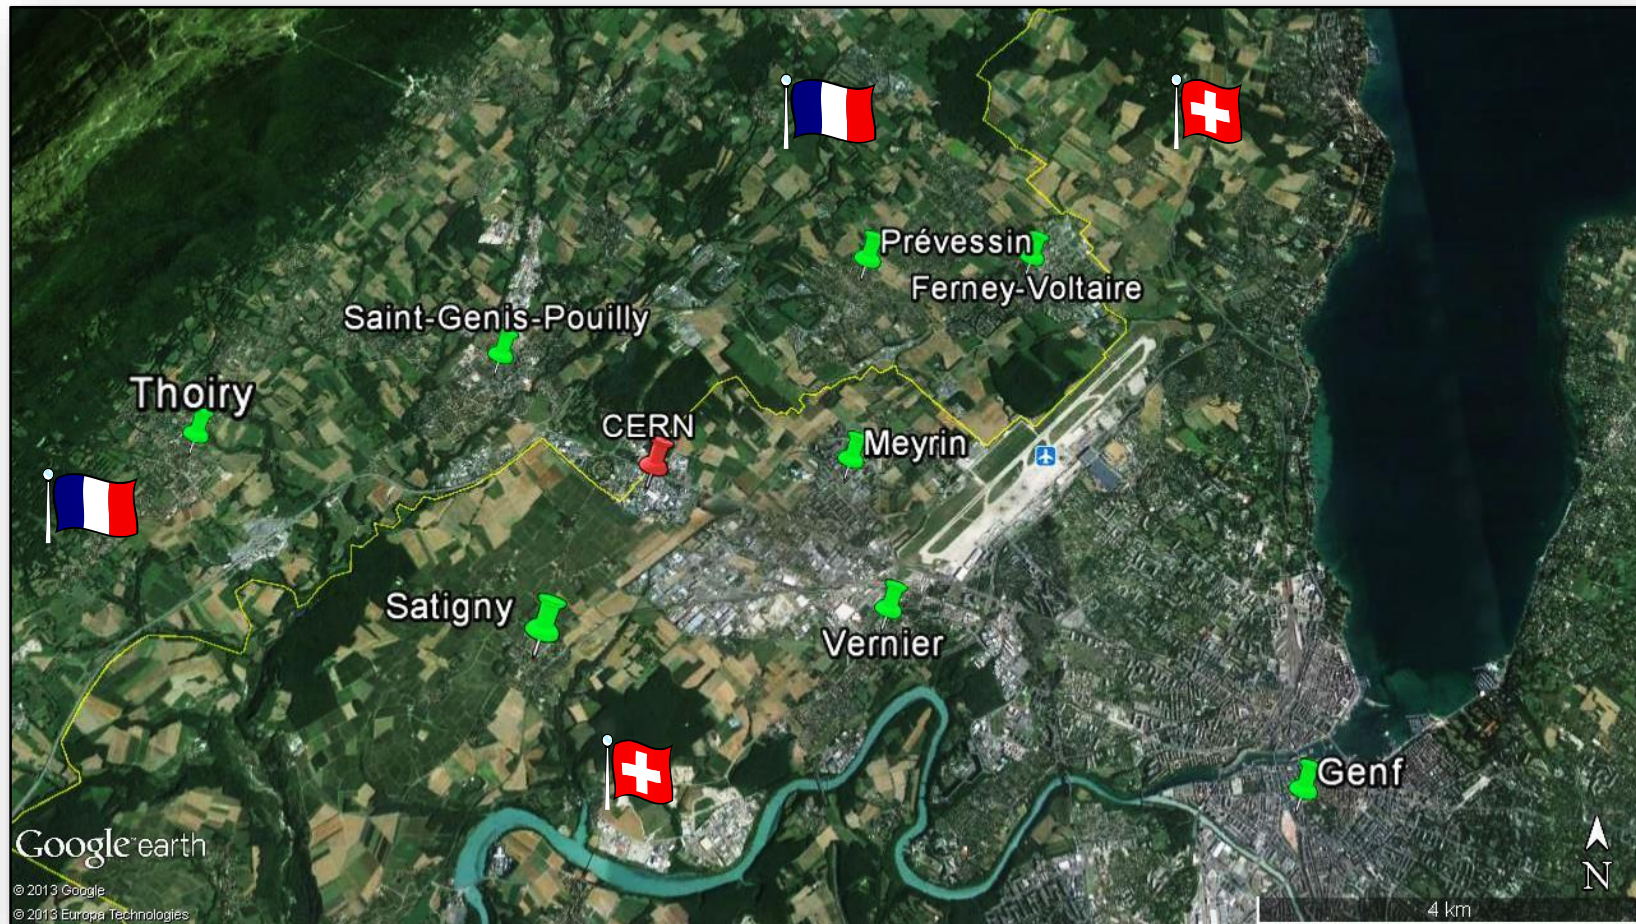 Prévessin
Ferney-Voltaire
Saint-Genis-Pouilly
Thoiry
CERN
Meyrin
Satigny
Vernier
Genf
Google earth
© 2013 Google
© 2013 Europa Technologies
N
4 km